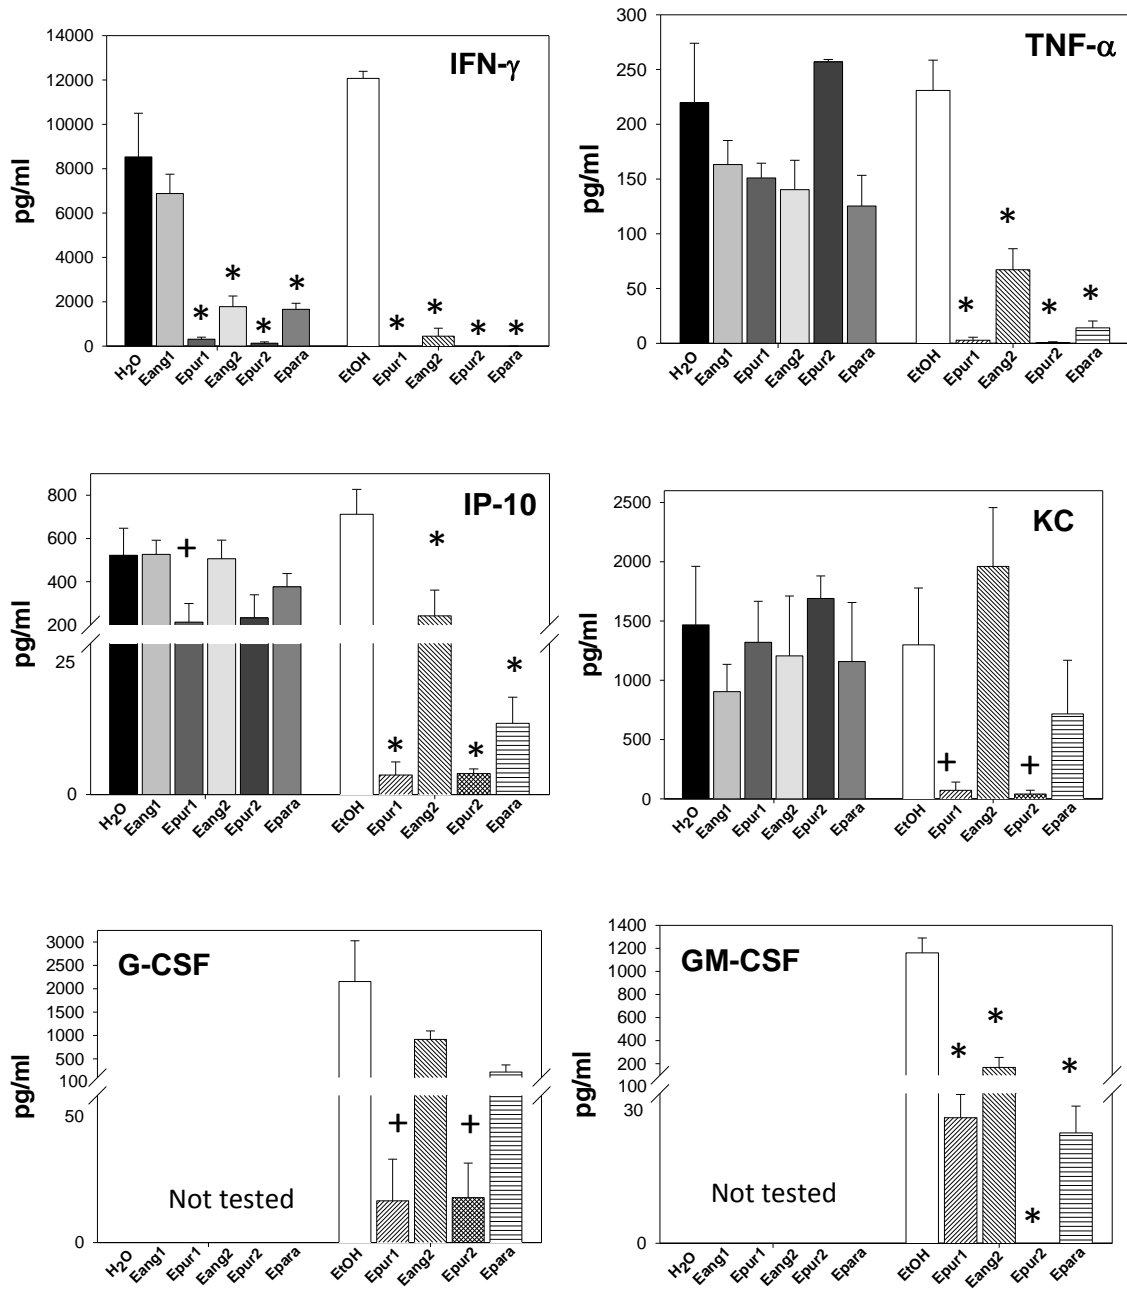 IFN-γ
pg/ml
14000
12000
10000
8000
6000
4000
2000
0
* * * * * * * *
H2O Eang1 Epur1 Eang2 Epur2 Epara EtOH Epur1 Eang2 Epur2 Epara
TNF-α
pg/ml
300
250
200
150
100
50
0
* * * *
H2O Eang1 Epur1 Eang2 Epur2 Epara EtOH Epur1 Eang2 Epur2 Epara
IP-10
pg/ml
800
600
400
200
25
0
+ * * * *
H2O Eang1 Epur1 Eang2 Epur2 Epara EtOH Epur1 Eang2 Epur2 Epara
KC
pg/ml
2500
2000
1500
1000
500
0
+ +
H2O Eang1 Epur1 Eang2 Epur2 Epara EtOH Epur1 Eang2 Epur2 Epara
G-CSF
pg/ml
3000
2500
2000
1500
1000
500
100
50
0
+ +
Not tested
H2O Eang1 Epur1 Eang2 Epur2 Epara EtOH Epur1 Eang2 Epur2 Epara
GM-CSF
pg/ml
1400
1200
1000
800
600
400
200
100
30
0
* * * *
Not tested
H2O Eang1 Epur1 Eang2 Epur2 Epara EtOH Epur1 Eang2 Epur2 Epara